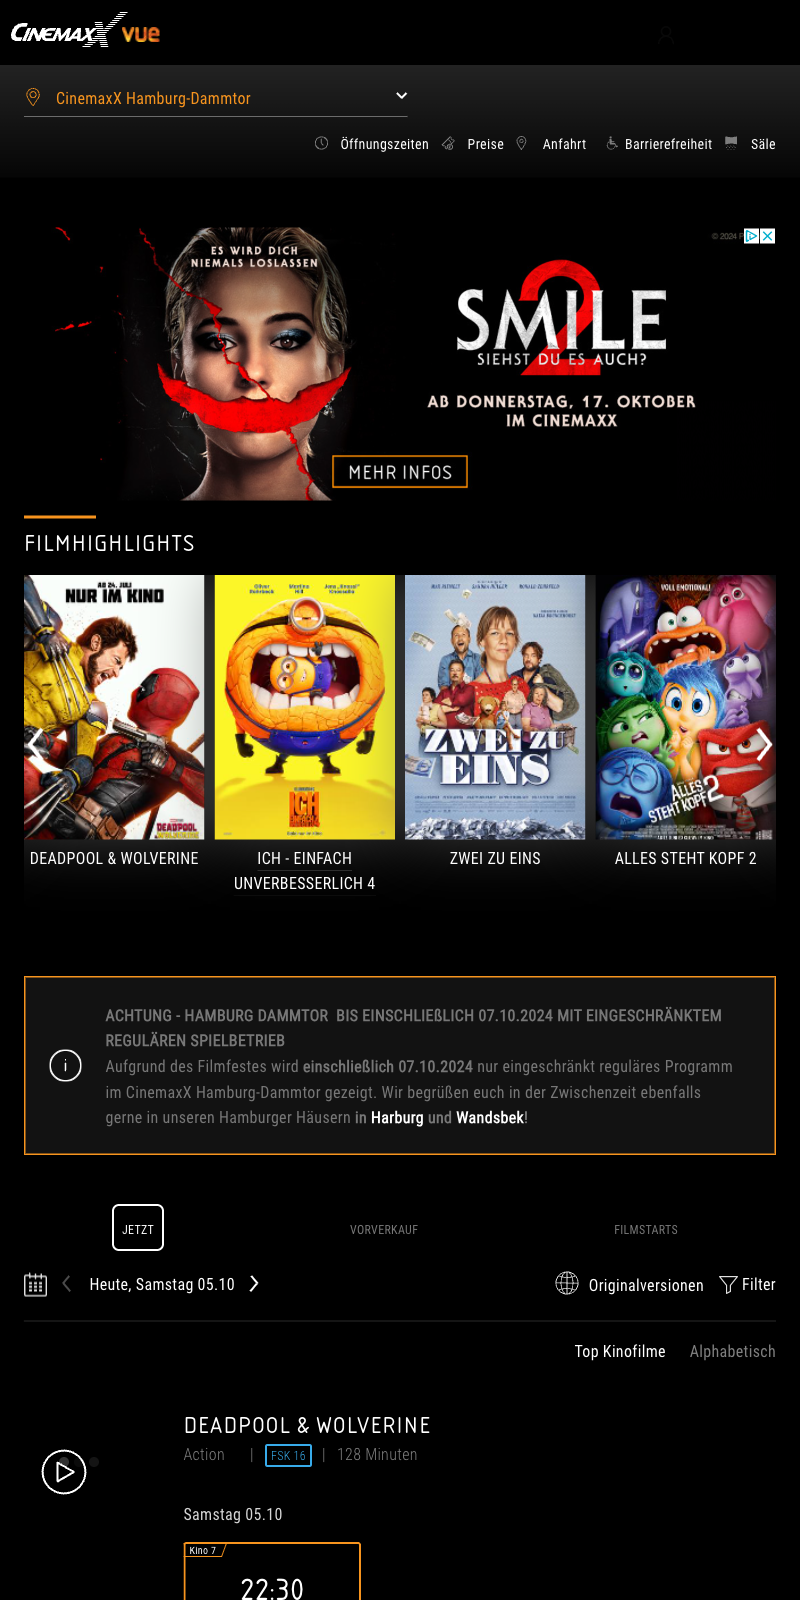 CINEMAXX vue
CinemaxX Hamburg-Dammtor
Öffnungszeiten Preise Anfahrt Barrierefreiheit Säle
© 2024 P
ES WIRD DICH
NIEMALS LOSLASSEN
SMILE 2
SIEHST DU ES AUCH?
AB DONNERSTAG, 17. OKTOBER
IM CINEMAXX
MEHR INFOS
FILMHIGHLIGHTS
AB 24. JULI
NUR IM KINO
DEADPOOL
ICH
ZWEI ZU
EINS
VOLL EMOTIONAL!
ALLES
STEHT KOPF 2
DEADPOOL & WOLVERINE
ICH - EINFACH
UNVERBESSERLICH 4
ZWEI ZU EINS
ALLES STEHT KOPF 2
ACHTUNG - HAMBURG DAMMTOR BIS EINSCHLIEßLICH 07.10.2024 MIT EINGESCHRÄNKTEM
REGULÄREN SPIELBETRIEB
Aufgrund des Filmfestes wird einschließlich 07.10.2024 nur eingeschränkt reguläres Programm
im CinemaxX Hamburg-Dammtor gezeigt. Wir begrüßen euch in der Zwischenzeit ebenfalls
gerne in unseren Hamburger Häusern in Harburg und Wandsbek!
JETZT VORVERKAUF FILMSTARTS
Heute, Samstag 05.10 Originalversionen Filter
Top Kinofilme Alphabetisch
DEADPOOL & WOLVERINE
Action | FSK 16 | 128 Minuten
Samstag 05.10
Kino 7
22:30